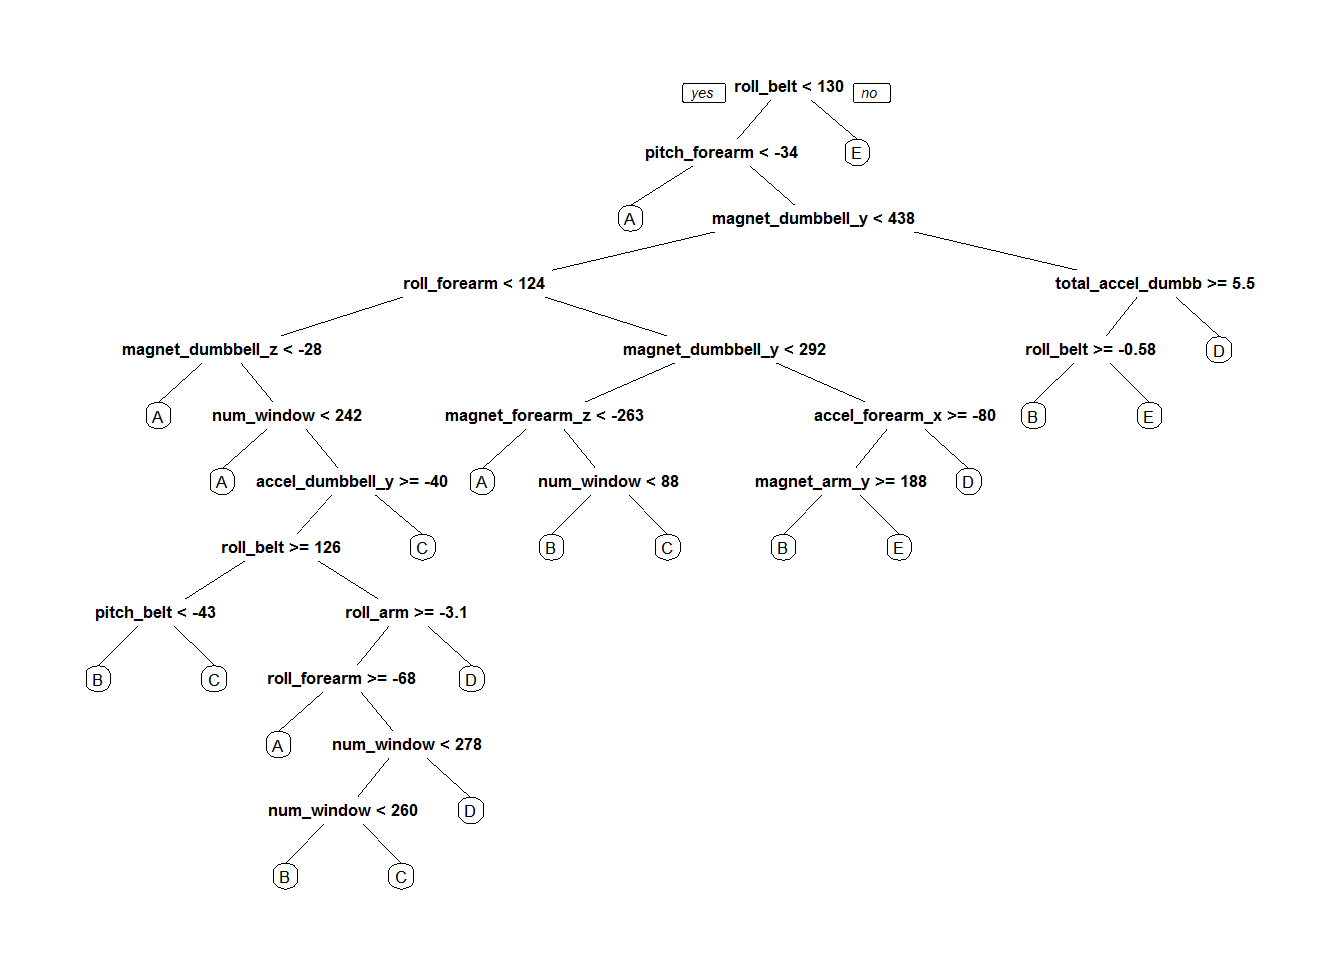 yes roll_belt < 130 no
pitch_forearm < -34 E
A magnet_dumbbell_y < 438
roll_forearm < 124 total_accel_dumbb >= 5.5
magnet_dumbbell_z < -28 magnet_dumbbell_y < 292 roll_belt >= -0.58 D
A num_window < 242 magnet_forearm_z < -263 accel_forearm_x >= -80 B E
A accel_dumbbell_y >= -40 A num_window < 88 magnet_arm_y >= 188 D
roll_belt >= 126 C B C B E
pitch_belt < -43 roll_arm >= -3.1
B C roll_forearm >= -68 D
A num_window < 278
num_window < 260 D
B C